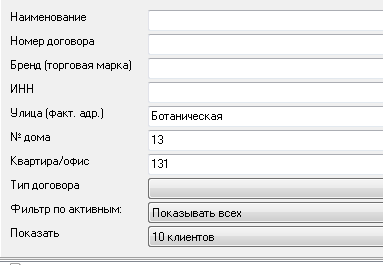 Наименование
Номер договора
Бренд (торговая марка)
ИНН
Улица (факт. адр.) Ботаническая
№ дома 13
Квартира/офис 131
Тип договора
Фильтр по активным: Показывать всех
Показать 10 клиентов